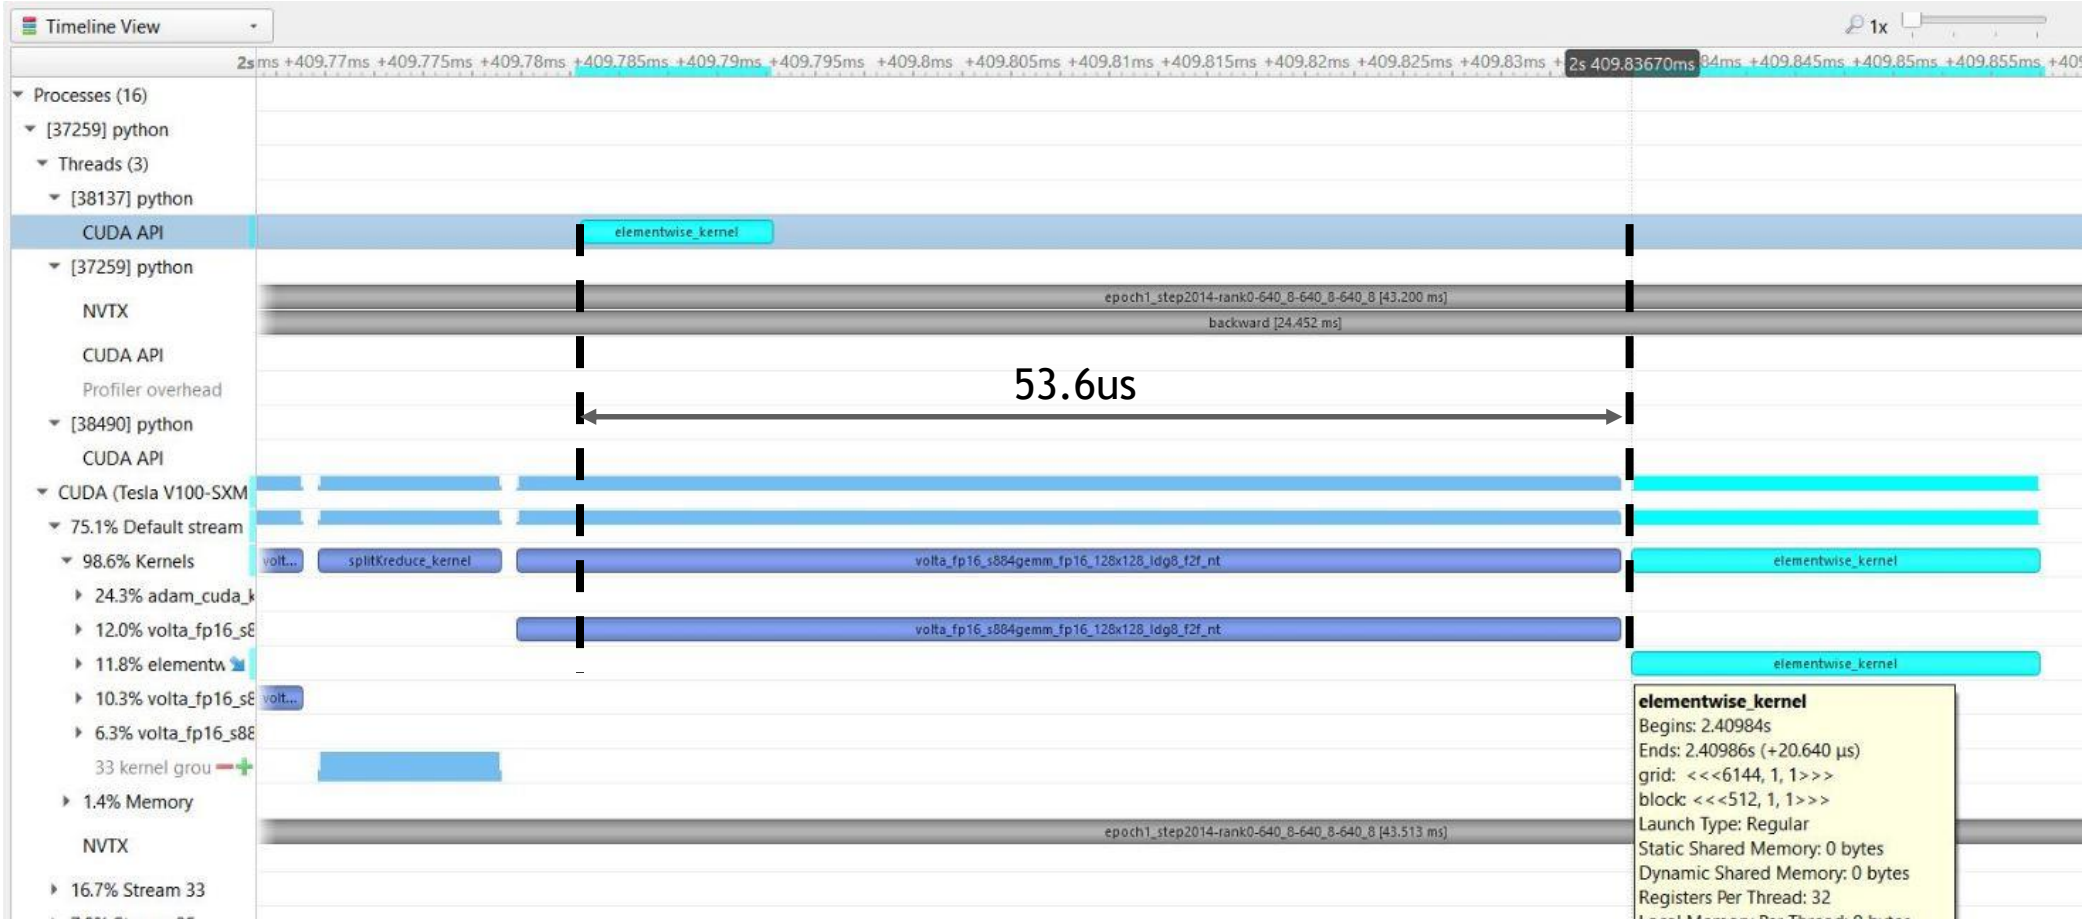 Timeline View
1x
2s ms +409.77ms +409.775ms +409.78ms +409.785ms +409.79ms +409.795ms +409.8ms +409.805ms +409.81ms +409.815ms +409.82ms +409.825ms +409.83ms + 2s 409.83670ms 84ms +409.845ms +409.85ms +409.855ms +409
Processes (16)
[37259] python
Threads (3)
[38137] python
CUDA API
elementwise_kernel
[37259] python
NVTX
epoch1_step2014-rank0-640_8-640_8-640_8 [43.200 ms]
backward [24.452 ms]
CUDA API
Profiler overhead
53.6us
[38490] python
CUDA API
CUDA (Tesla V100-SXM
75.1% Default stream
98.6% Kernels
volt... splitKreduce_kernel volta_fp16_s884gemm_fp16_128x128_ldg8_f2f_nt elementwise_kernel
24.3% adam_cuda_k
12.0% volta_fp16_s8
volta_fp16_s884gemm_fp16_128x128_ldg8_f2f_nt
11.8% elementw
elementwise_kernel
10.3% volta_fp16_s8
volt...
6.3% volta_fp16_s88
33 kernel grou
1.4% Memory
NVTX
epoch1_step2014-rank0-640_8-640_8-640_8 [43.513 ms]
16.7% Stream 33
elementwise_kernel
Begins: 2.40984s
Ends: 2.40986s (+20.640 µs)
grid: <<<6144, 1, 1>>>
block: <<<512, 1, 1>>>
Launch Type: Regular
Static Shared Memory: 0 bytes
Dynamic Shared Memory: 0 bytes
Registers Per Thread: 32